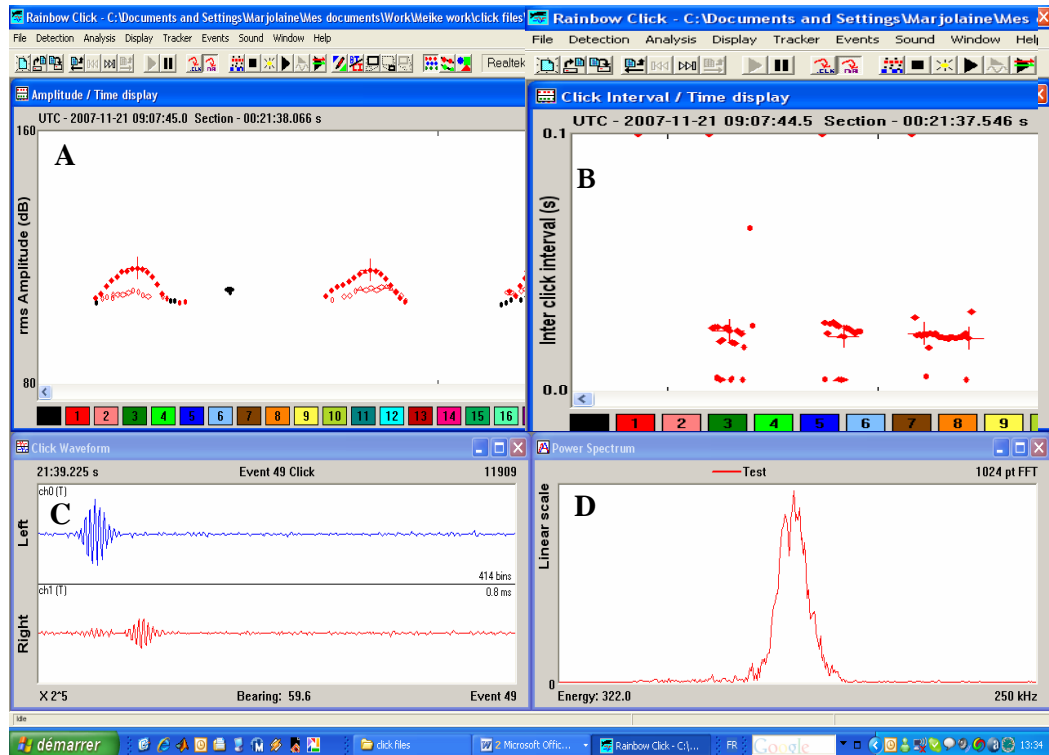 Rainbow Click - C:\Documents and Settings\Marjolaine\Mes documents\Work\Meike work\click files\
File Detection Analysis Display Tracker Events Sound Window Help
Realtek
Amplitude / Time display
UTC - 2007-11-21 09:07:45.0 Section - 00:21:38.066 s
160
A
rms Amplitude (dB)
80
1 2 3 4 5 6 7 8 9 10 11 12 13 14 15 16
Rainbow Click - C:\Documents and Settings\Marjolaine\Mes
File Detection Analysis Display Tracker Events Sound Window Help
.CLK
Click Interval / Time display
UTC - 2007-11-21 09:07:44.5 Section - 00:21:37.546 s
0.1
B
Inter click interval (s)
0.0
1 2 3 4 5 6 7 8 9
Click Waveform
21:39.225 s Event 49 Click 11909
ch0 (T)
C
Left
414 bins
ch1 (T) 0.8 ms
Right
X 2^5 Bearing: 59.6 Event 49
Power Spectrum
Test 1024 pt FFT
D
Linear scale
0
Energy: 322.0 250 kHz
Idle
démarrer
click files
2 Microsoft Offic...
Rainbow Click - C:\...
FR
Google
13:34